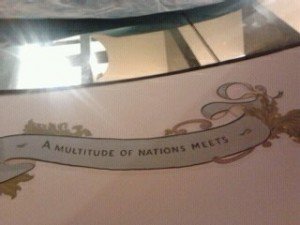 A MULTITUDE OF NATIONS MEETS